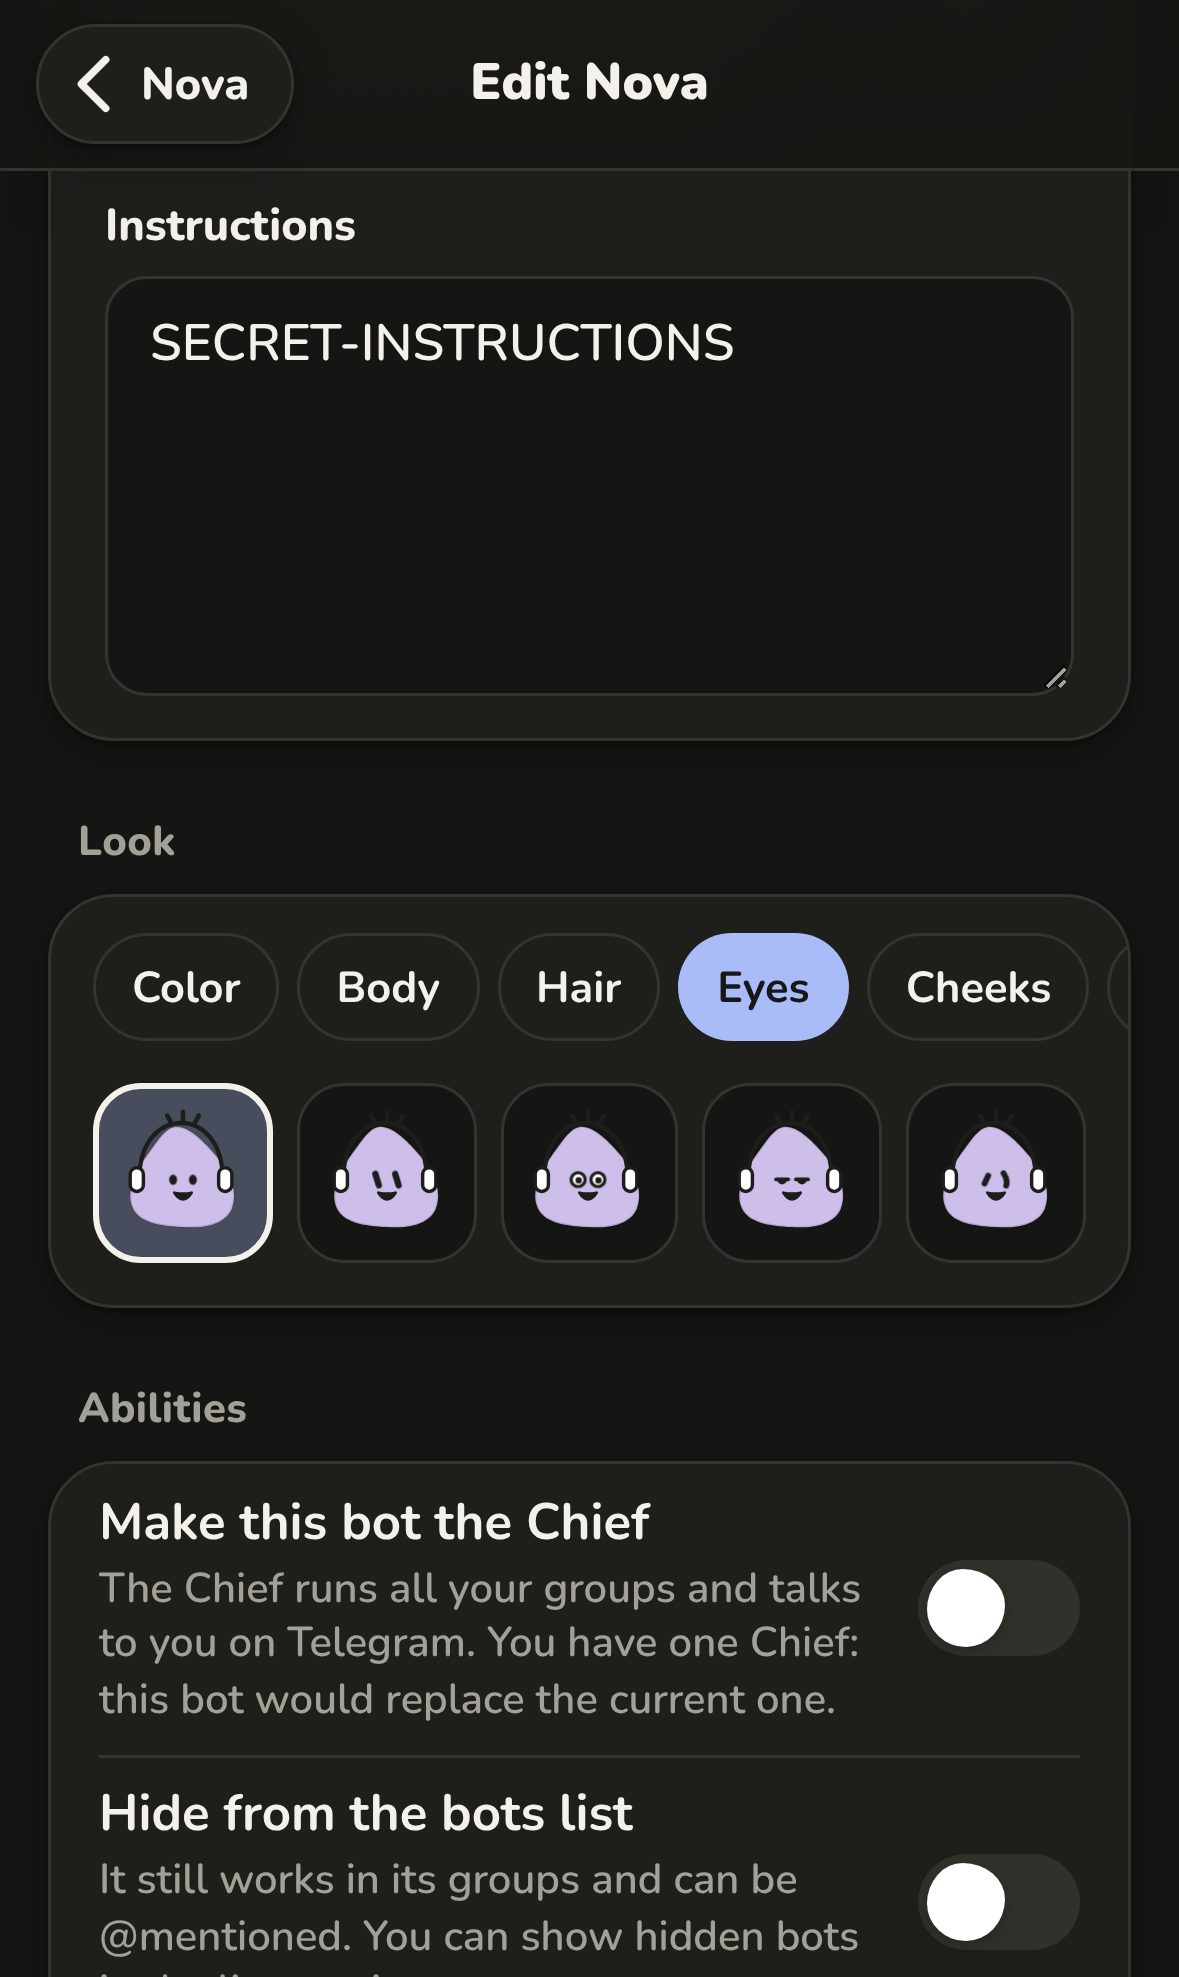 Nova
Edit Nova
Instructions
SECRET-INSTRUCTIONS
Look
Color
Body
Hair
Eyes
Cheeks
Abilities
Make this bot the Chief
The Chief runs all your groups and talks
to you on Telegram. You have one Chief:
this bot would replace the current one.
Hide from the bots list
It still works in its groups and can be
@mentioned. You can show hidden bots